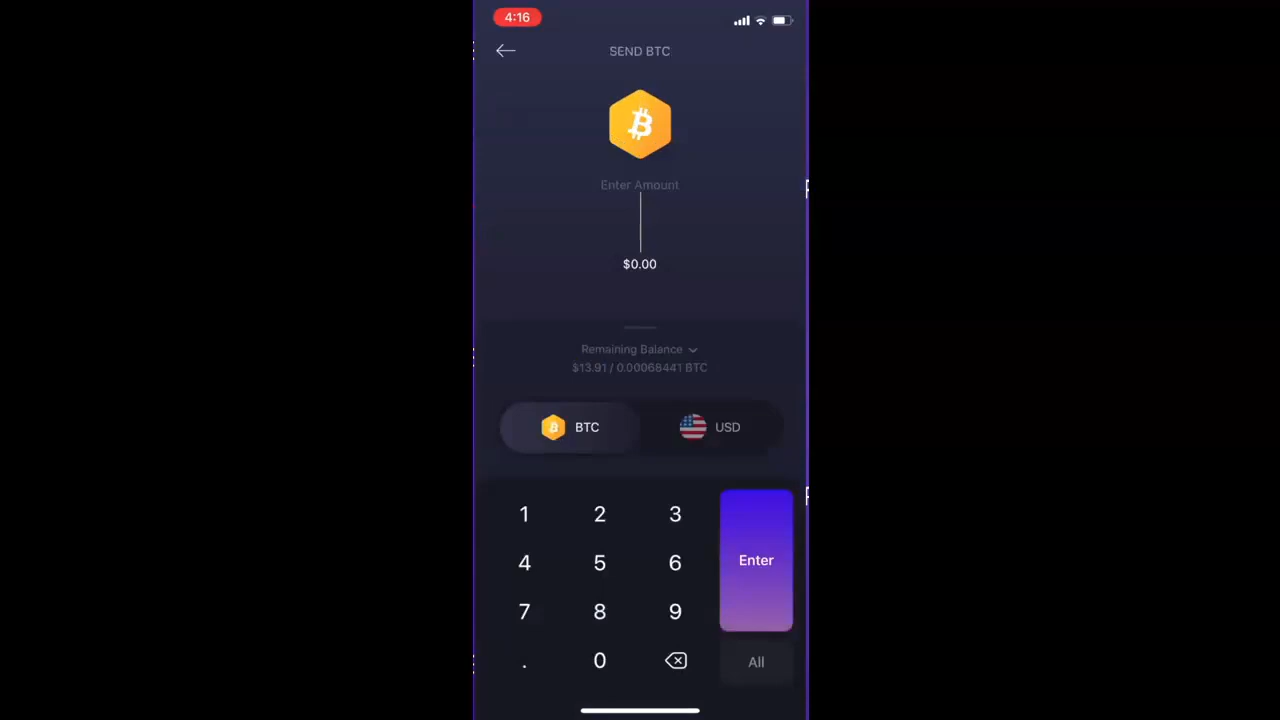 4:16
SEND BTC
Enter Amount
$0.00
Remaining Balance
$13.91 / 0.00068441 BTC
BTC USD
1 2 3
4 5 6
Enter
7 8 9
. 0
All